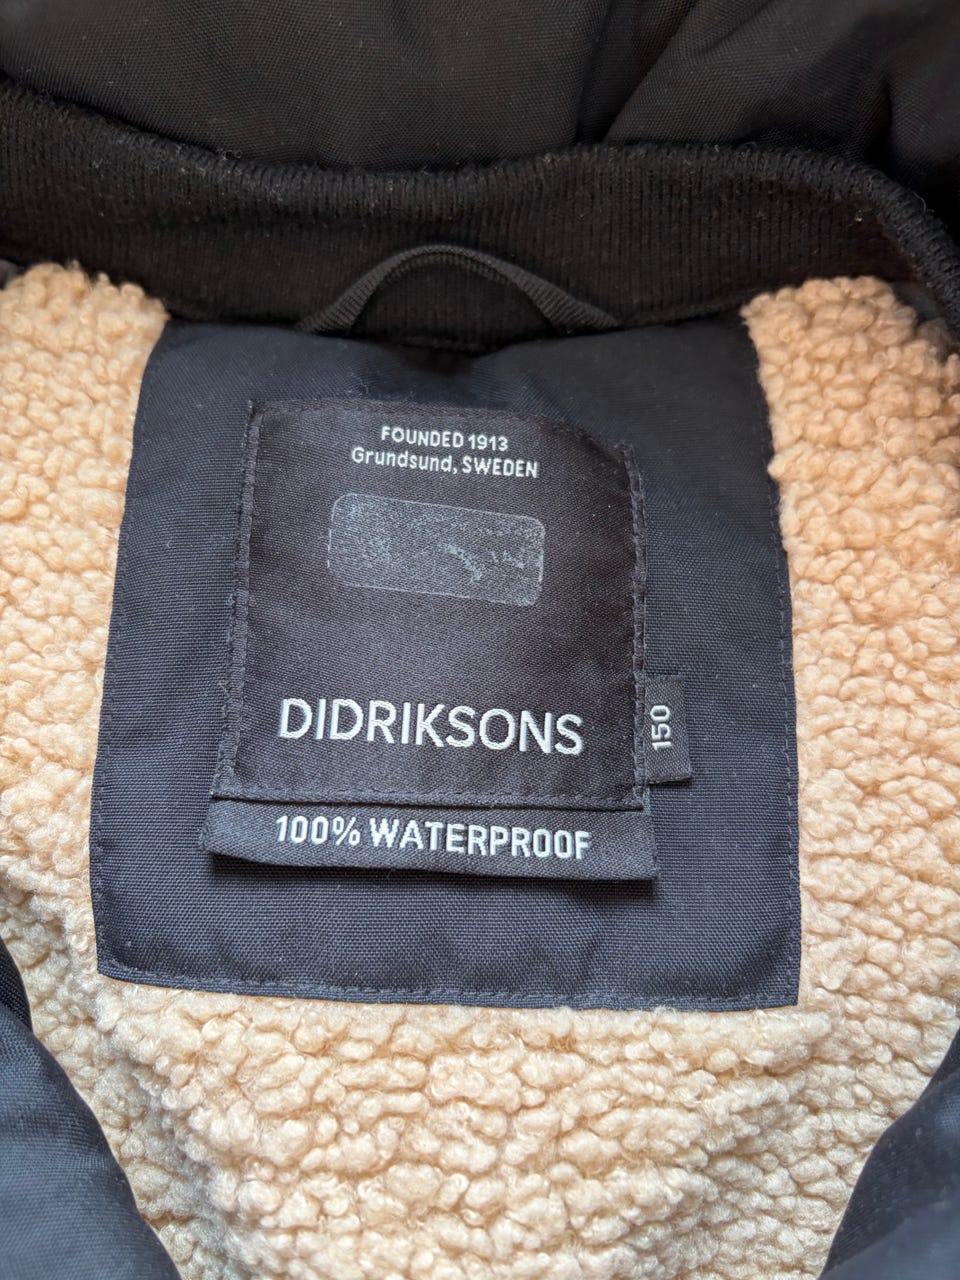 FOUNDED 1913
Grundsund, SWEDEN
DIDRIKSONS
150
100% WATERPROOF